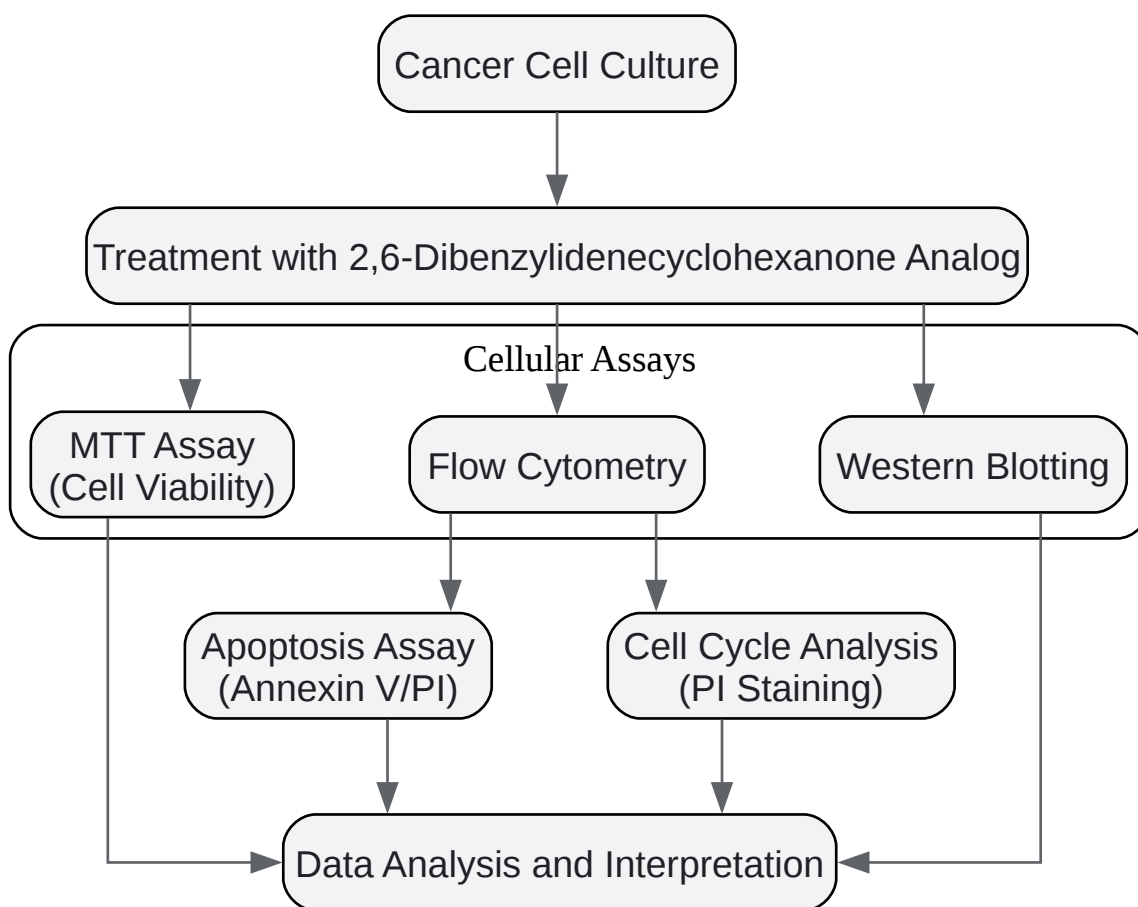 Cancer Cell Culture
Treatment with 2,6-Dibenzylidenecyclohexanone Analog
Cellular Assays
MTT Assay
(Cell Viability)
Flow Cytometry
Western Blotting
Apoptosis Assay
(Annexin V/PI)
Cell Cycle Analysis
(PI Staining)
Data Analysis and Interpretation